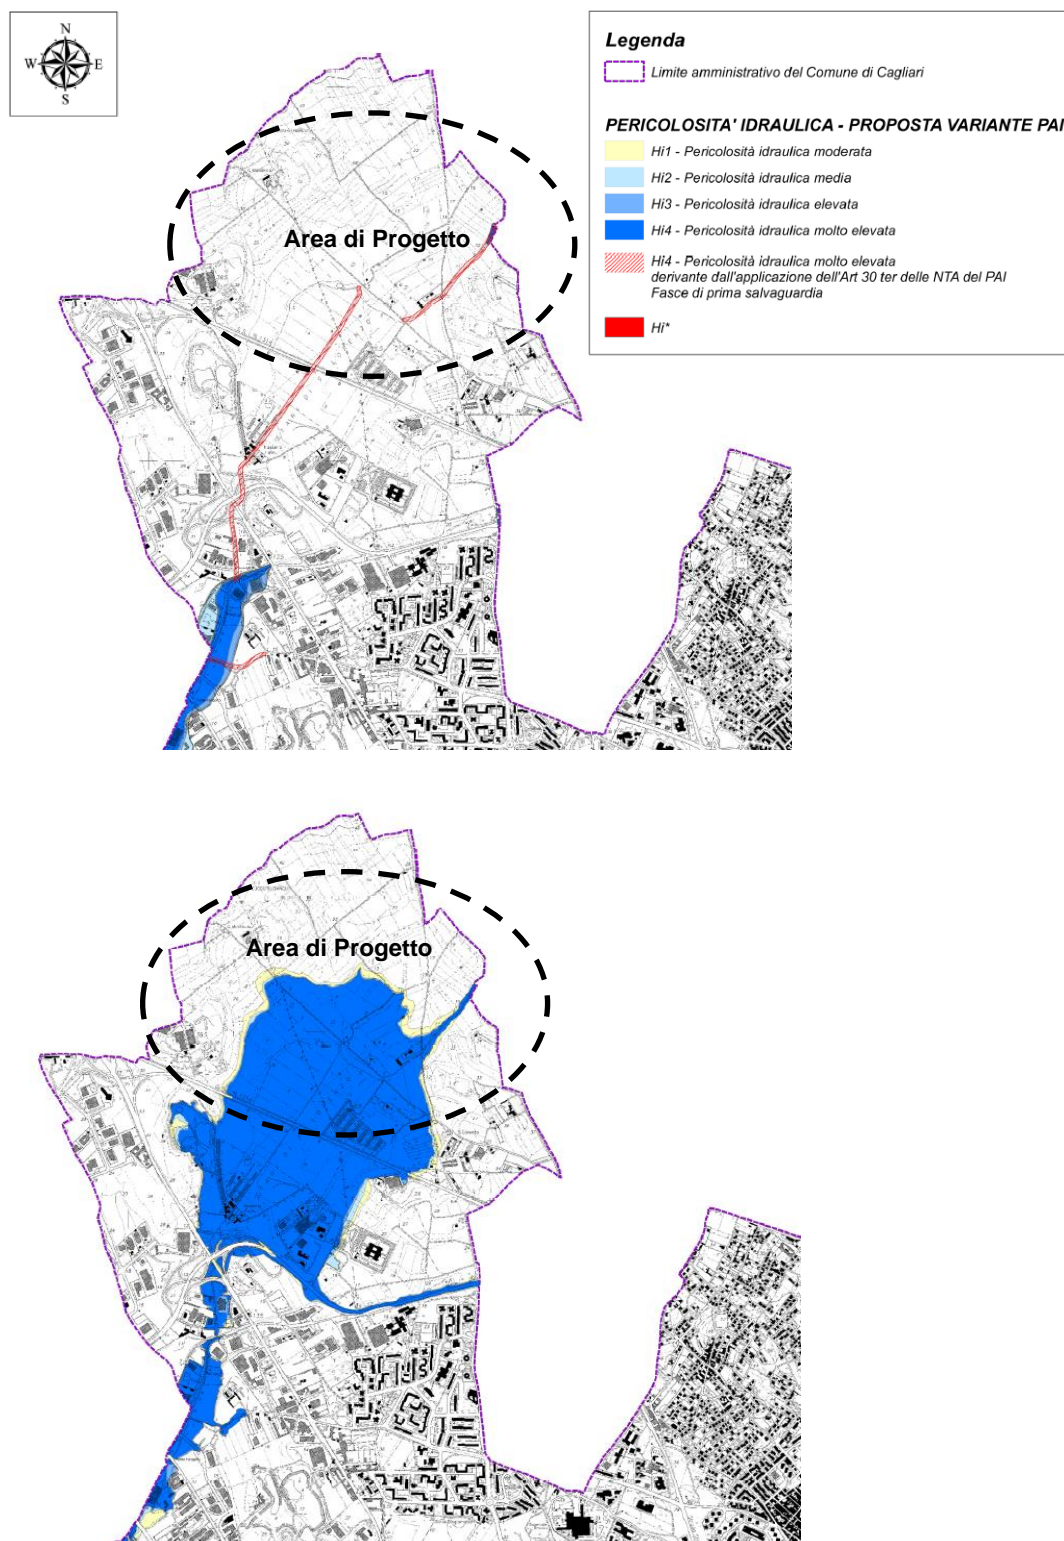 N
W E
S
Legenda
Limite amministrativo del Comune di Cagliari
PERICOLOSITA' IDRAULICA - PROPOSTA VARIANTE PAI
Hi1 - Pericolosità idraulica moderata
Hi2 - Pericolosità idraulica media
Hi3 - Pericolosità idraulica elevata
Hi4 - Pericolosità idraulica molto elevata
Hi4 - Pericolosità idraulica molto elevata
derivante dall'applicazione dell'Art 30 ter delle NTA del PAI
Fasce di prima salvaguardia
Hi*
Area di Progetto
Area di Progetto